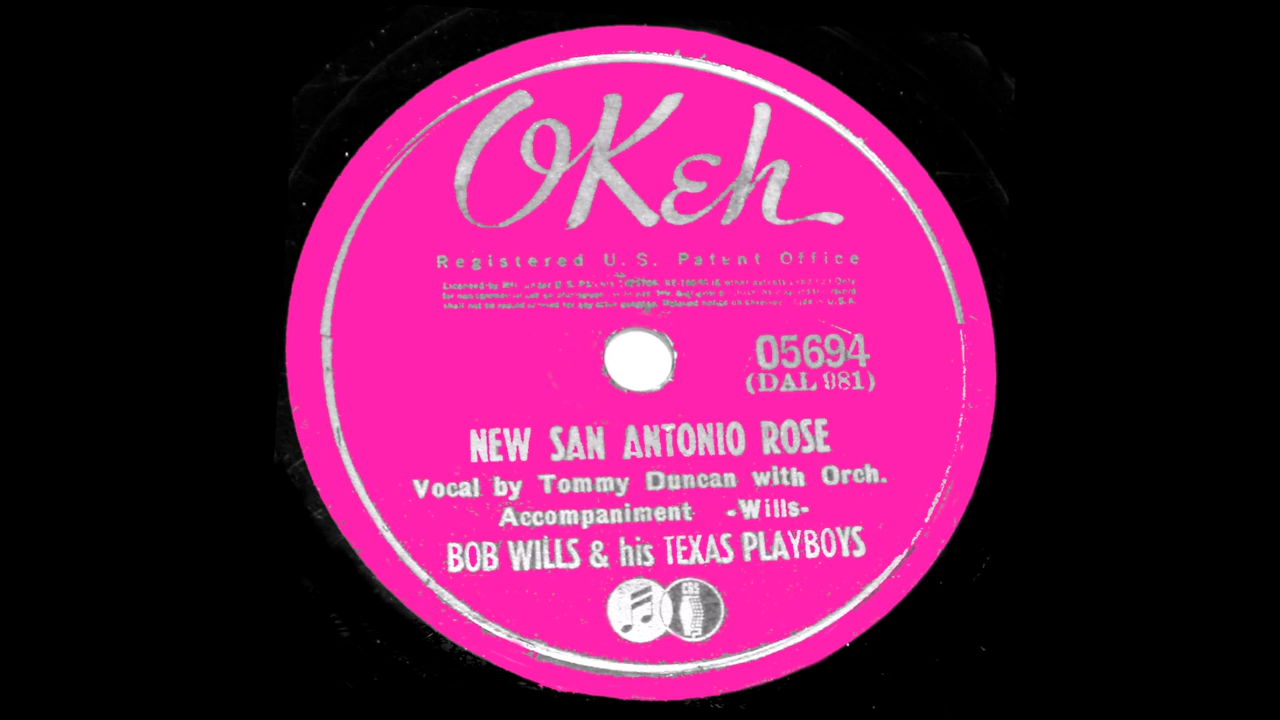 OKeh
Registered U.S. Patent Office
05694
(DAL 981)
NEW SAN ANTONIO ROSE
Vocal by Tommy Duncan with Orch.
Accompaniment -Wills-
BOB WILLS & his TEXAS PLAYBOYS
CBS